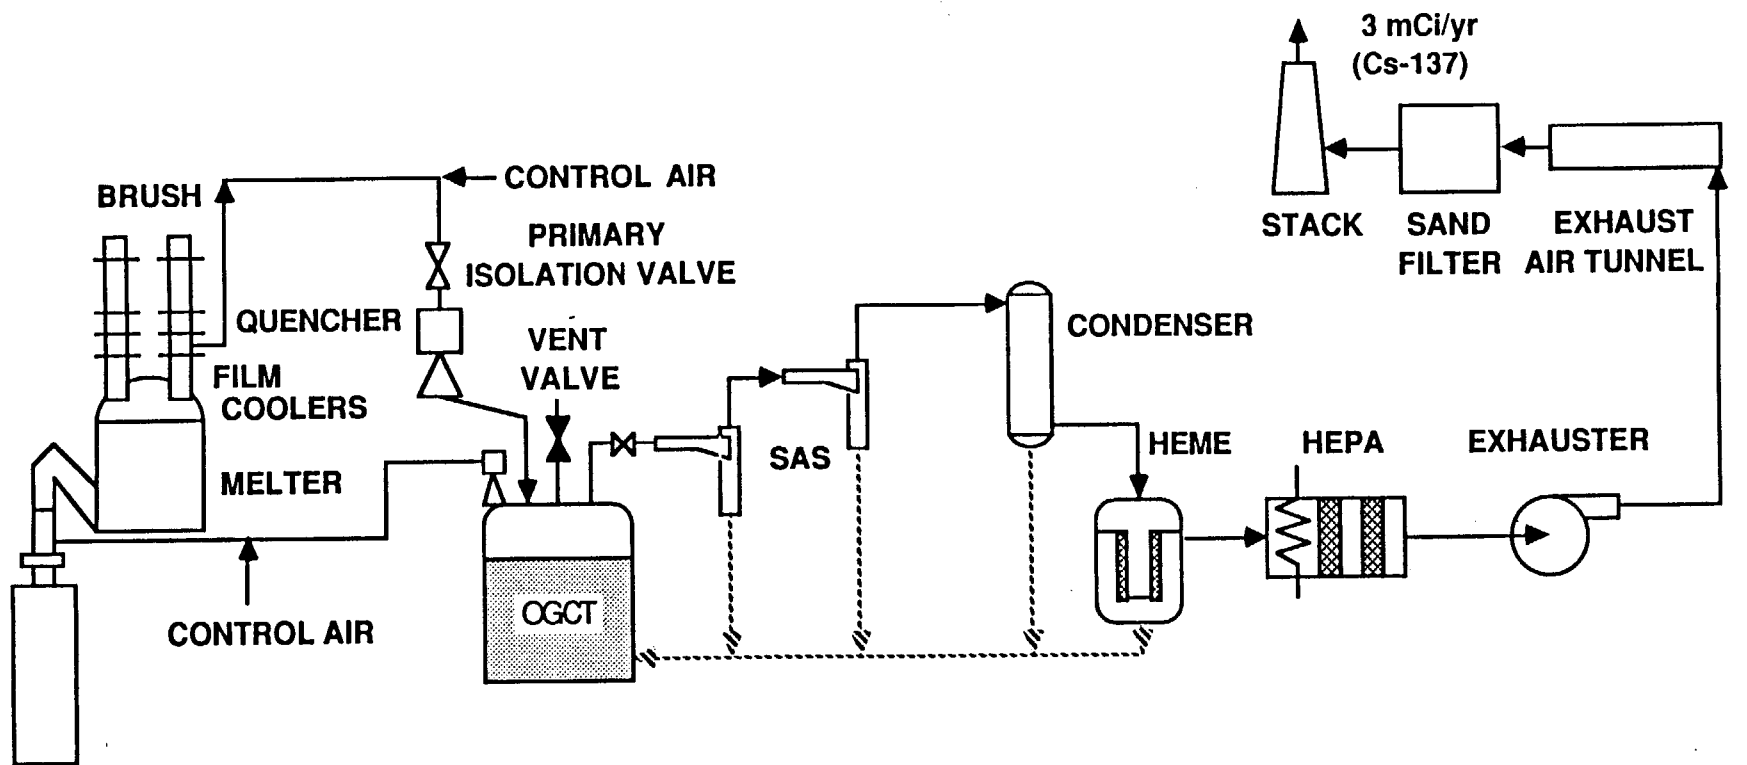 3 mCi/yr
(Cs-137)
BRUSH
CONTROL AIR
PRIMARY
ISOLATION VALVE
STACK
SAND
FILTER
EXHAUST
AIR TUNNEL
QUENCHER
VENT
VALVE
CONDENSER
FILM
COOLERS
MELTER
SAS
HEME
HEPA
EXHAUSTER
OGCT
CONTROL AIR